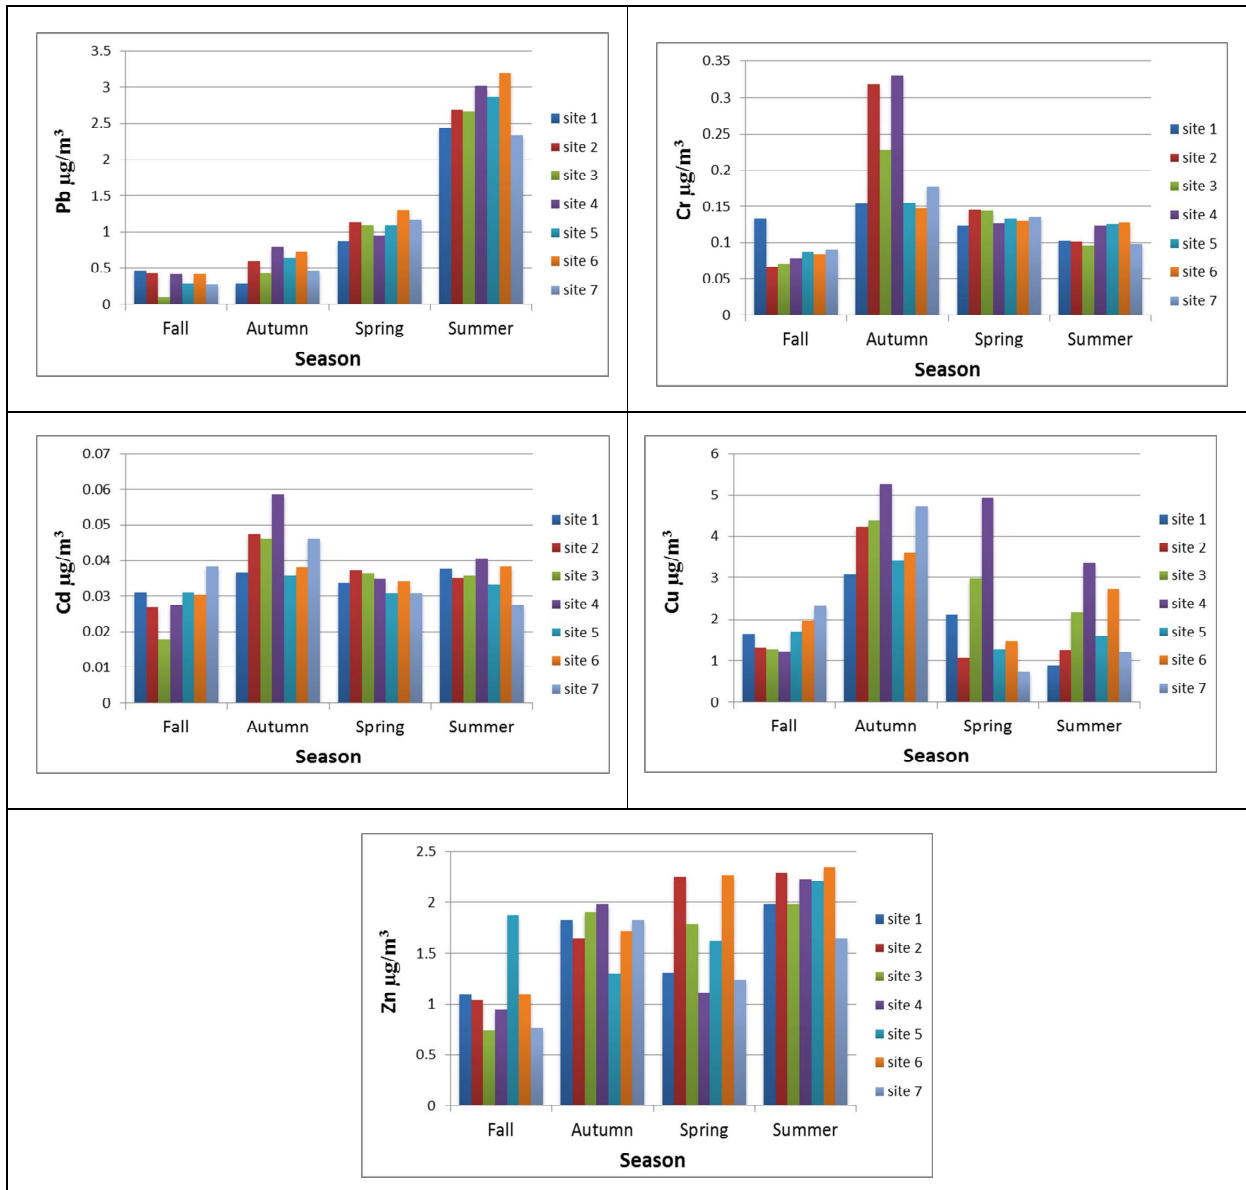 3.5
3
2.5
2
1.5
1
0.5
0
Pb µg/m³
Fall Autumn Spring Summer
Season
site 1
site 2
site 3
site 4
site 5
site 6
site 7
0.35
0.3
0.25
0.2
0.15
0.1
0.05
0
Cr µg/m³
Fall Autumn Spring Summer
Season
site 1
site 2
site 3
site 4
site 5
site 6
site 7
0.07
0.06
0.05
0.04
0.03
0.02
0.01
0
Cd µg/m³
Fall Autumn Spring Summer
Season
site 1
site 2
site 3
site 4
site 5
site 6
site 7
6
5
4
3
2
1
0
Cu µg/m³
Fall Autumn Spring Summer
Season
site 1
site 2
site 3
site 4
site 5
site 6
site 7
2.5
2
1.5
1
0.5
0
Zn µg/m³
Fall Autumn Spring Summer
Season
site 1
site 2
site 3
site 4
site 5
site 6
site 7